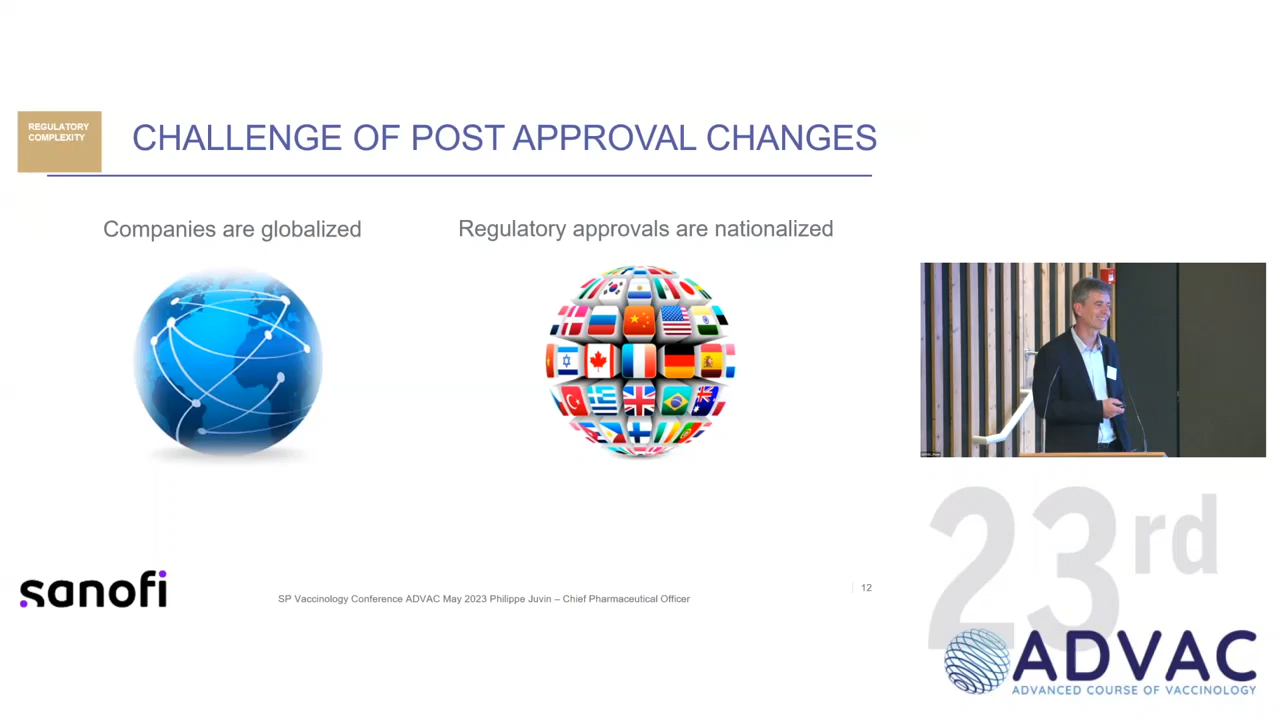 REGULATORY
COMPLEXITY
CHALLENGE OF POST APPROVAL CHANGES
Companies are globalized
Regulatory approvals are nationalized
sanofi
SP Vaccinology Conference ADVAC May 2023 Philippe Juvin – Chief Pharmaceutical Officer
12
23rd
ADVAC
ADVANCED COURSE OF VACCINOLOGY